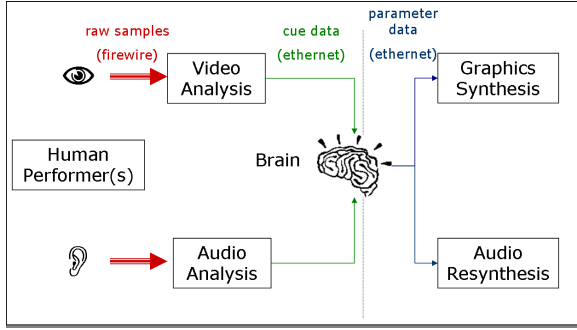 raw samples
(firewire)
cue data
(ethernet)
parameter
data
(ethernet)
Video
Analysis
Graphics
Synthesis
Human
Performer(s)
Brain
Audio
Analysis
Audio
Resynthesis